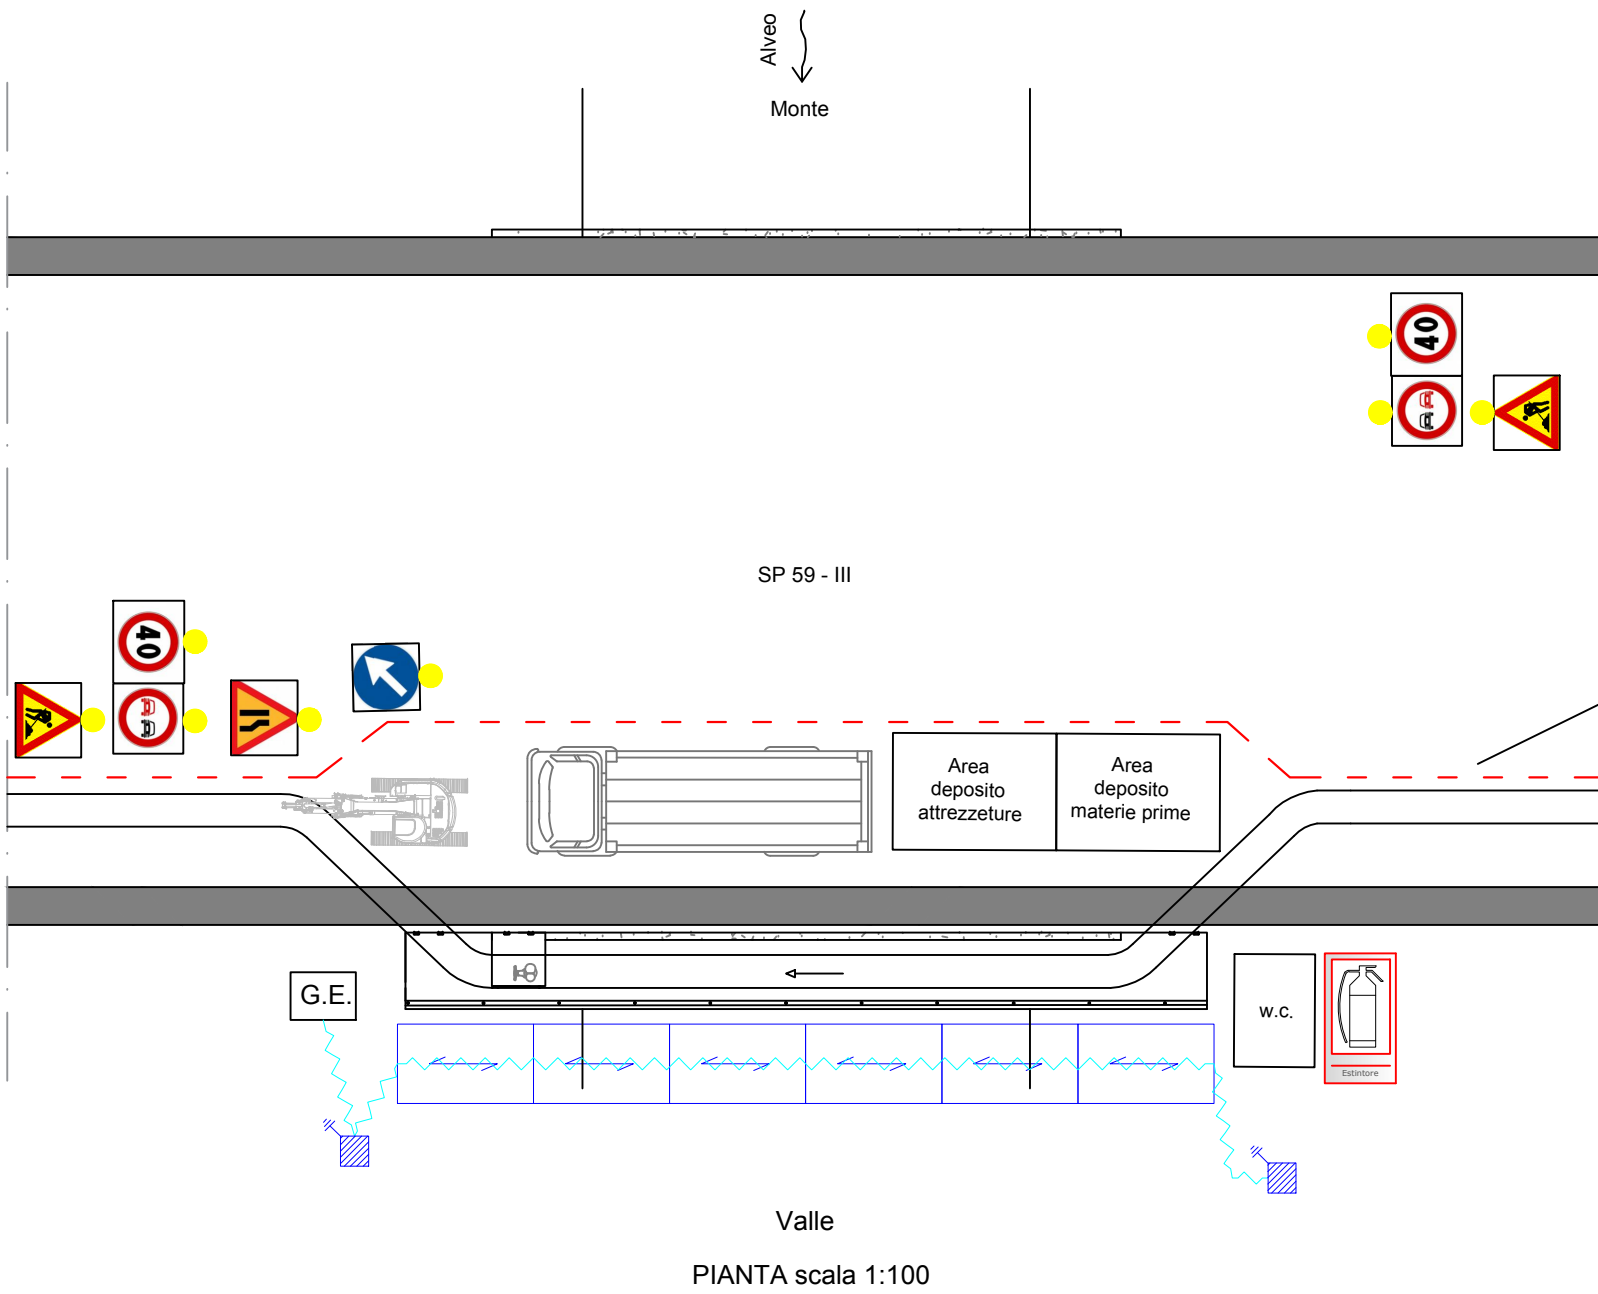 Alveo
Monte
40
SP 59 - III
40
Area
deposito
attrezzeture
Area
deposito
materie prime
G.E.
w.c.
Estintore
Valle
PIANTA scala 1:100